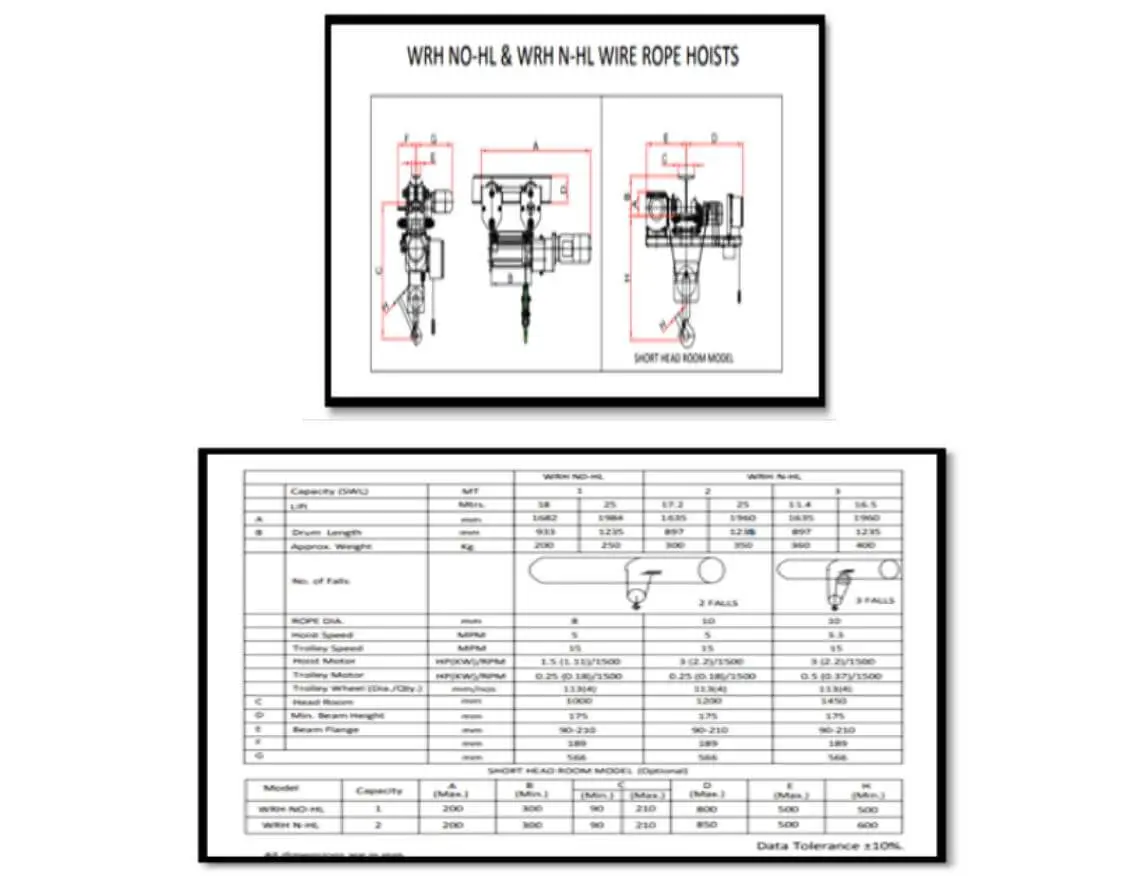 WRH NO-HL & WRH N-HL WIRE ROPE HOISTS
F G
E
A
D
G
B
H
E D
C
B
A
H
H
SHORT HEAD ROOM MODEL
WRH NO-HL WRH N-HL
Capacity (SWL) MT 1 2 3
Lift Mtrs. 18 25 17.2 25 11.4 16.5
A mm 1682 1984 1635 1960 1635 1960
B Drum Length mm 933 1235 897 1235 897 1235
Approx. Weight Kg 200 250 300 350 360 400
No. of Falls 2 FALLS 3 FALLS
ROPE DIA. mm 8 10 10
Hoist Speed MPM 5 5 3.3
Trolley Speed MPM 15 15 15
Hoist Motor HP(KW)/RPM 1.5 (1.11)/1500 3 (2.2)/1500 3 (2.2)/1500
Trolley Motor HP(KW)/RPM 0.25 (0.18)/1500 0.25 (0.18)/1500 0.5 (0.37)/1500
Trolley Wheel (Dia./Qty.) mm/nos 113(4) 113(4) 113(4)
C Head Room mm 1000 1200 1450
D Min. Beam Height mm 175 175 175
E Beam Flange mm 90-210 90-210 90-210
F mm 189 189 189
G mm 566 566 566
SHORT HEAD ROOM MODEL (Optional)
Model Capacity A (Max.) B (Min.) C (Min.) (Max.) D (Max.) E (Max.) H (Min.)
WRH NO-HL 1 200 300 90 210 800 500 500
WRH N-HL 2 200 300 90 210 850 500 600
Data Tolerance ±10%.
All dimensions are in mm